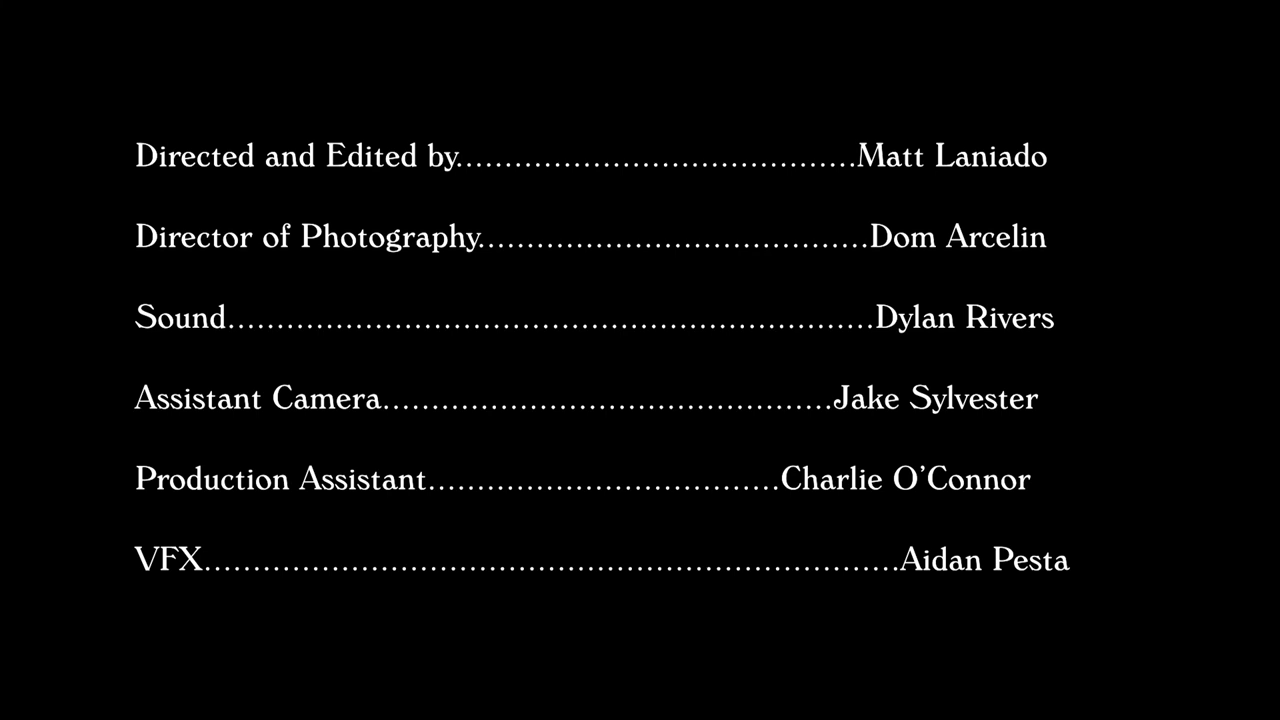 Directed and Edited by.........................................Matt Laniado
Director of Photography........................................Dom Arcelin
Sound..................................................................Dylan Rivers
Assistant Camera..............................................Jake Sylvester
Production Assistant....................................Charlie O’Connor
VFX.......................................................................Aidan Pesta